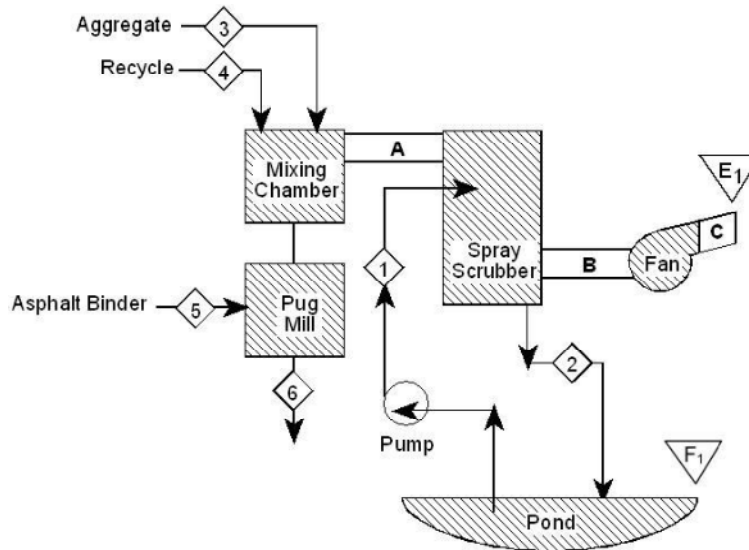 Aggregate
3
Recycle
4
A
E1
Mixing
Chamber
C
1
Spray
Scrubber
B
Fan
Asphalt Binder
5
Pug
Mill
2
6
Pump
F1
Pond